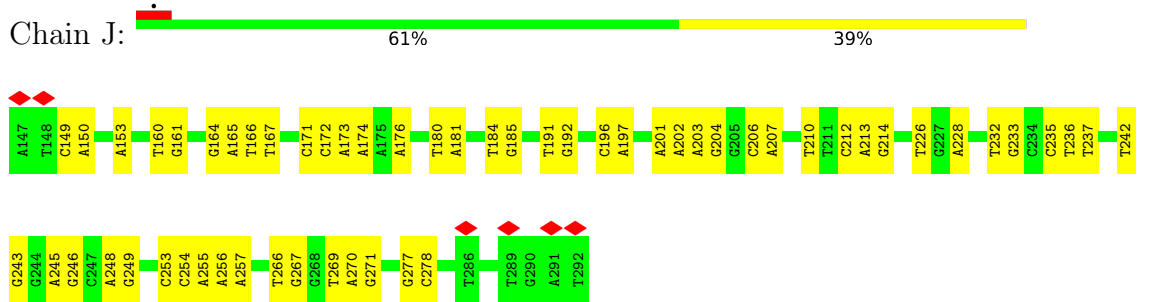 Chain J:
61% 39%
A147 T148 C149 A150 A153 T160 G161 G164 A165 T166 T167 C171 C172 A173 A174 A175 A176 T180 A181 T184 G185 T191 G192 C196 A197 A201 A202 A203 G204 G205 C206 A207 T210 T211 C212 A213 G214 T226 G227 A228 T232 G233 C234 C235 T236 T237 T242
G243 G244 A245 G246 C247 A248 G249 C253 C254 A255 A256 A257 T266 G267 G268 T269 A270 G271 G277 C278 T286 T289 G290 A291 T292